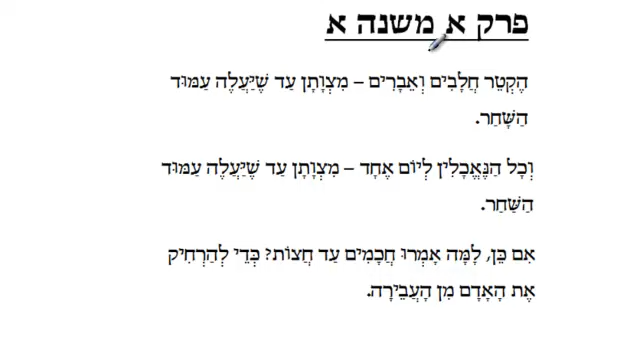 פרק א משנה א
הֶקְטֵר חֲלָבִים וְאֵבָרִים – מִצְוָתָן עַד שֶׁיַּעֲלֶה עַמּוּד
הַשָּׁחַר.
וְכָל הַנֶּאֱכָלִין לְיוֹם אֶחָד – מִצְוָתָן עַד שֶׁיַּעֲלֶה עַמּוּד
הַשַּׁחַר.
אִם כֵּן, לָמָּה אָמְרוּ חֲכָמִים עַד חֲצוֹת? כְּדֵי לְהַרְחִיק
אֶת הָאָדָם מִן הָעֲבֵירָה.